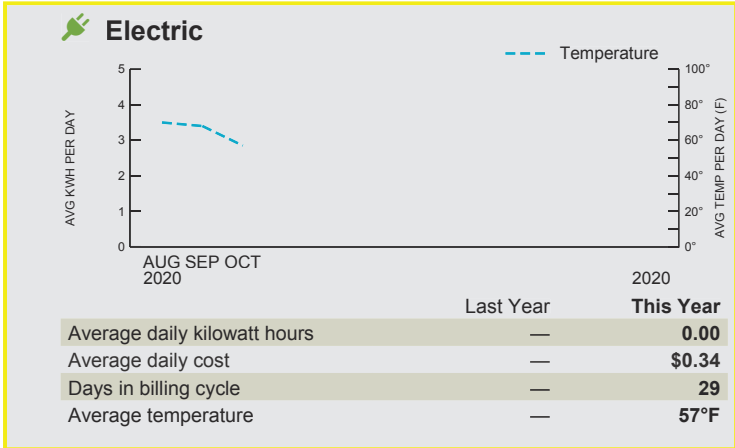 Electric
Temperature
5
4
3
2
1
0
AVG KWH PER DAY
100°
80°
60°
40°
20°
0°
AVG TEMP PER DAY (F)
AUG SEP OCT
2020 2020
Last Year This Year
Average daily kilowatt hours — 0.00
Average daily cost — $0.34
Days in billing cycle — 29
Average temperature — 57°F